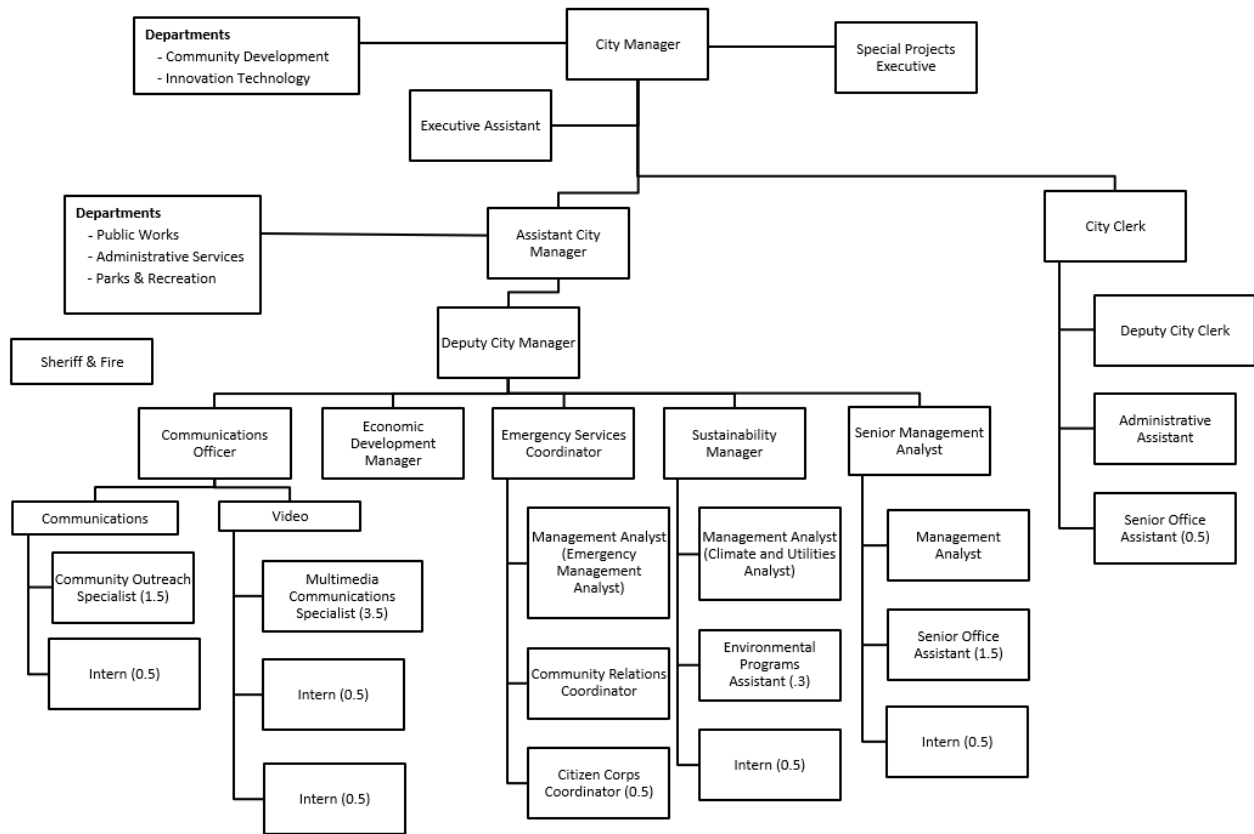 Departments
- Community Development
- Innovation Technology
City Manager
Special Projects
Executive
Executive Assistant
Departments
- Public Works
- Administrative Services
- Parks & Recreation
Assistant City
Manager
City Clerk
Deputy City Manager
Deputy City Clerk
Sheriff & Fire
Communications
Officer
Economic
Development
Manager
Emergency Services
Coordinator
Sustainability
Manager
Senior Management
Analyst
Administrative
Assistant
Communications
Video
Senior Office
Assistant (0.5)
Community Outreach
Specialist (1.5)
Multimedia
Communications
Specialist (3.5)
Management Analyst
(Emergency
Management
Analyst)
Management Analyst
(Climate and Utilities
Analyst)
Management
Analyst
Intern (0.5)
Intern (0.5)
Community Relations
Coordinator
Environmental
Programs
Assistant (.3)
Senior Office
Assistant (1.5)
Intern (0.5)
Citizen Corps
Coordinator (0.5)
Intern (0.5)
Intern (0.5)